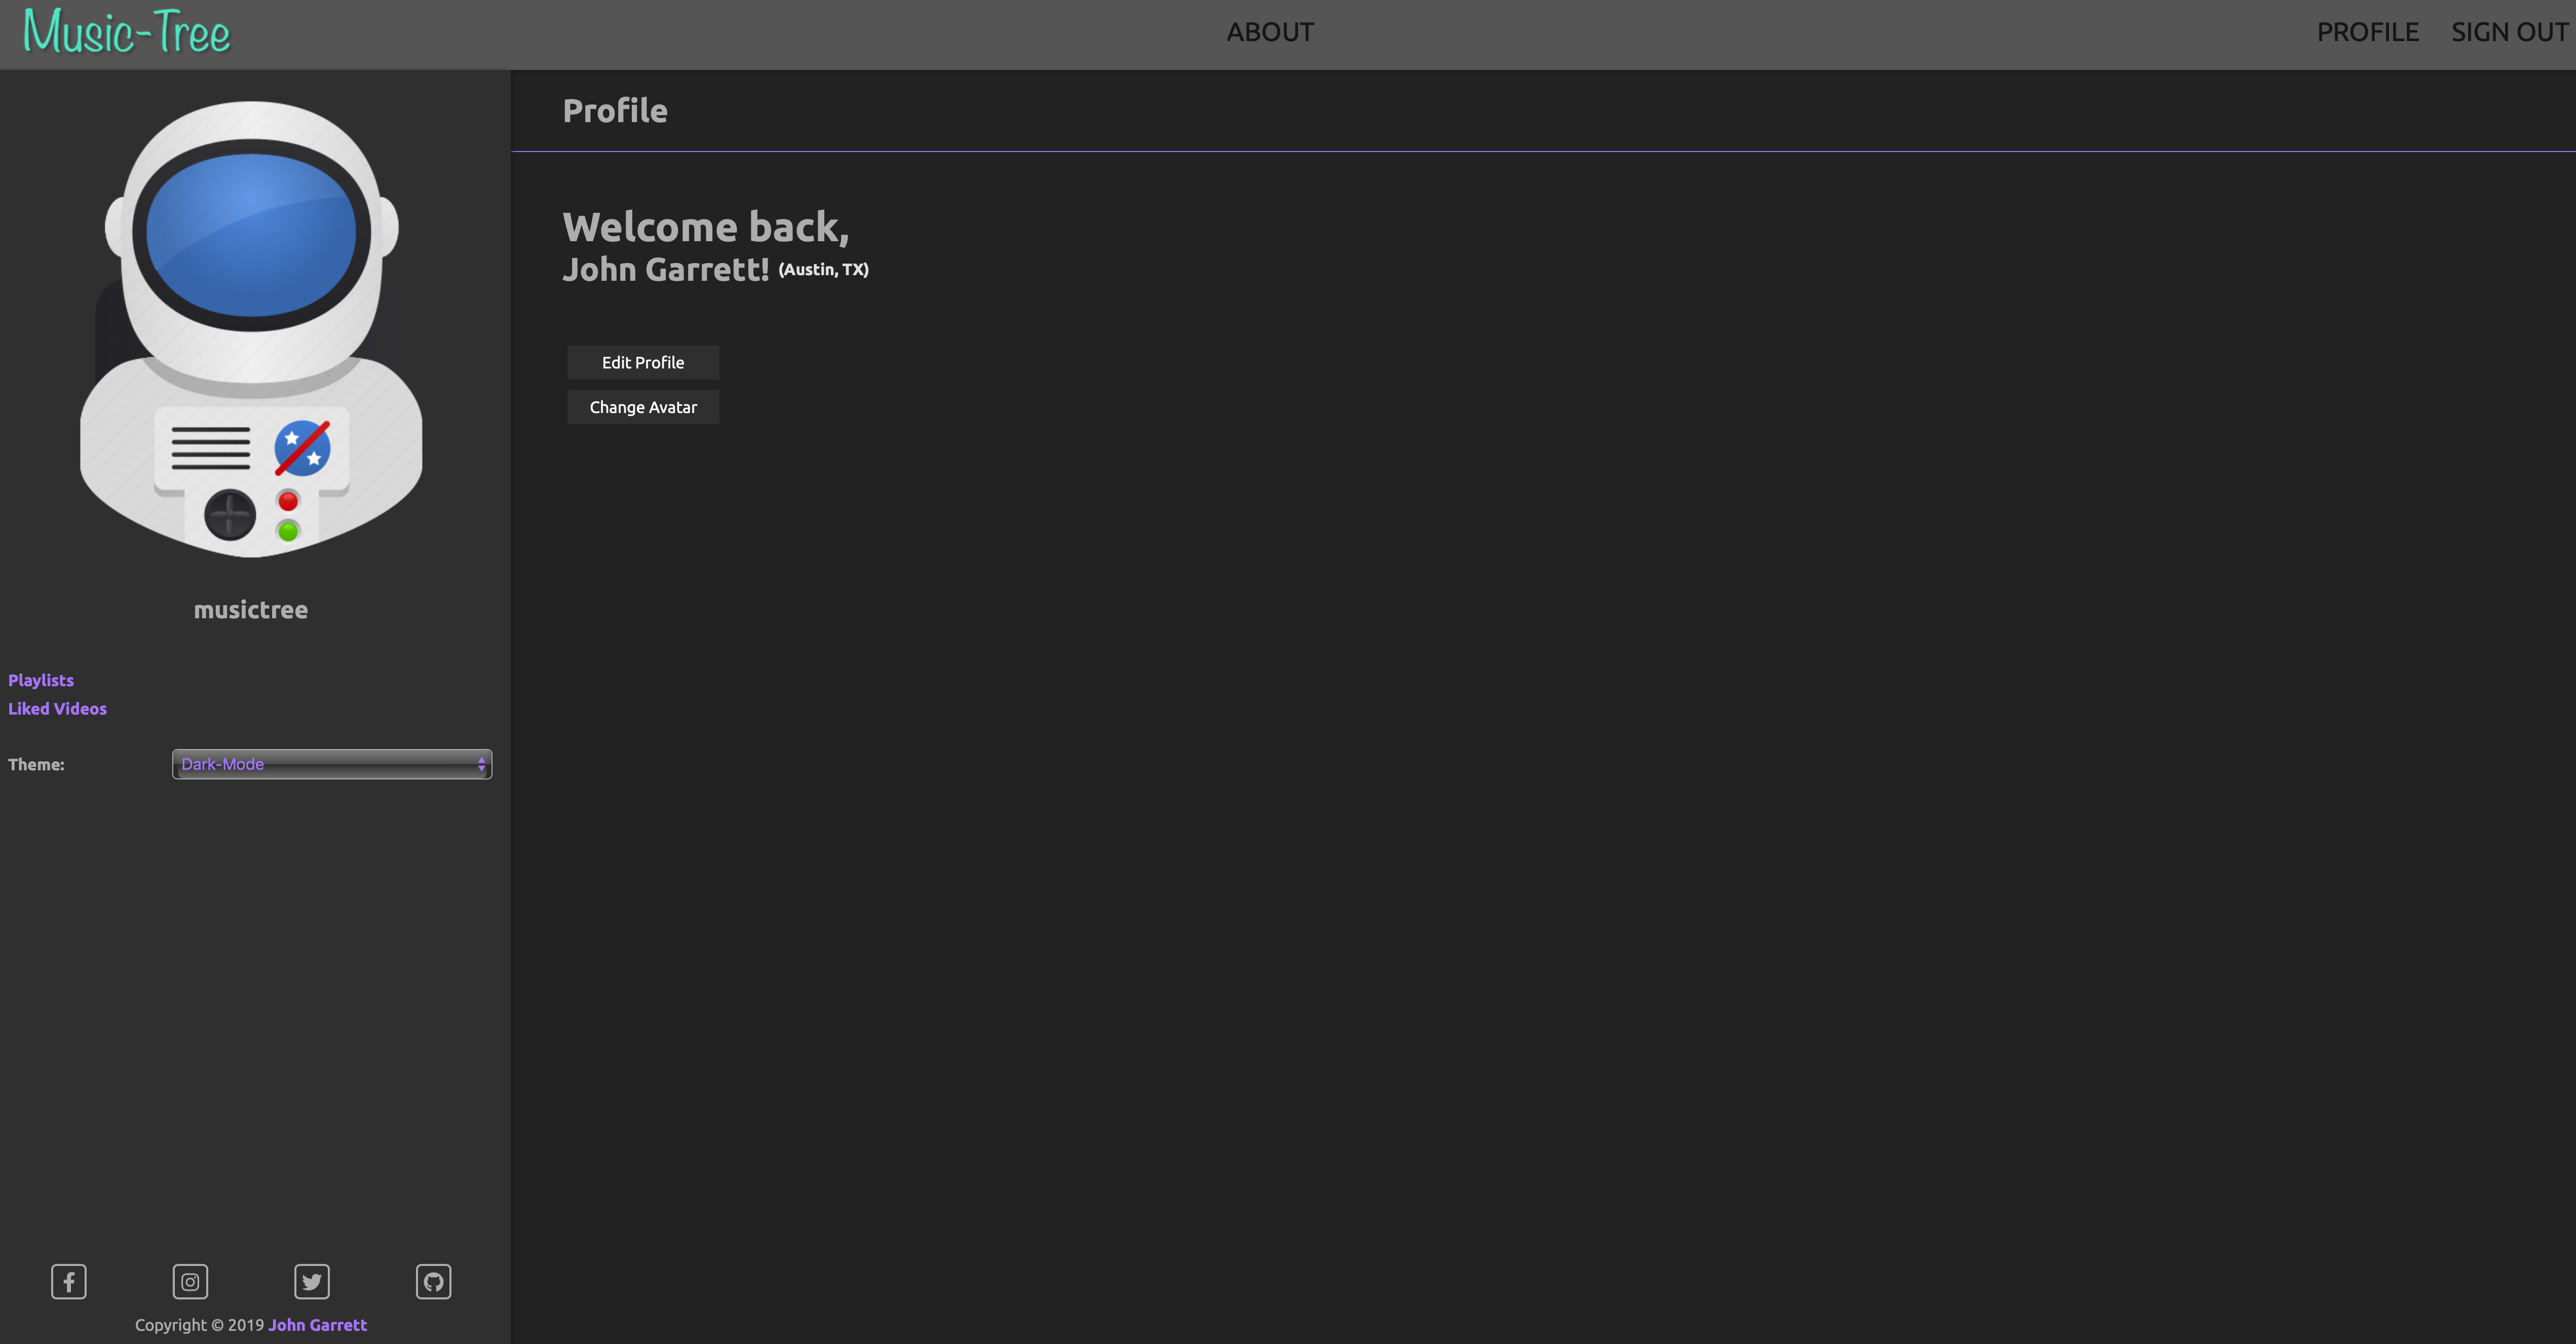 Music-Tree
ABOUT
PROFILE
SIGN OUT
musictree
Playlists
Liked Videos
Theme:
Dark-Mode
Copyright © 2019 John Garrett
Profile
Welcome back,
John Garrett! (Austin, TX)
Edit Profile
Change Avatar